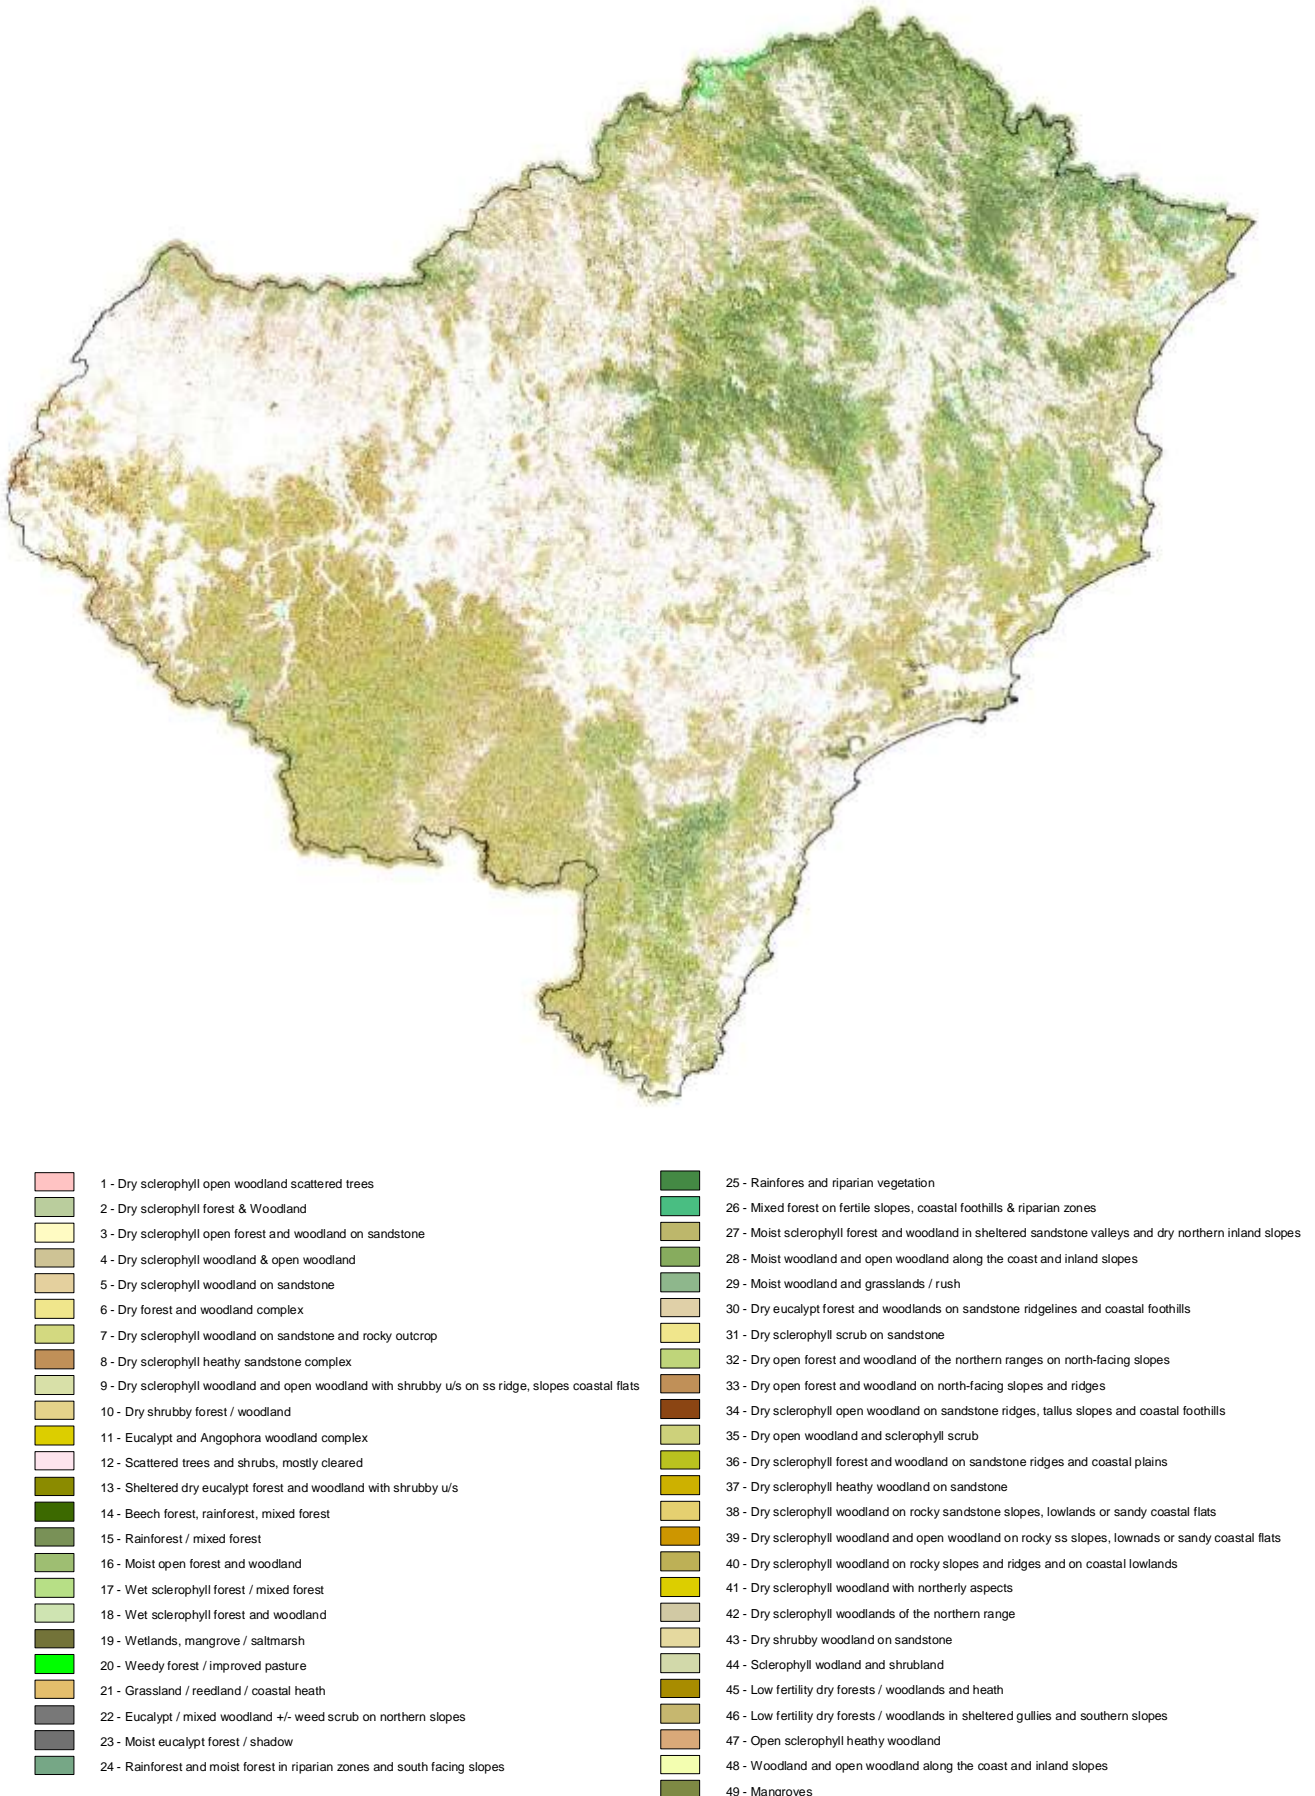 1 - Dry sclerophyll open woodland scattered trees
2 - Dry sclerophyll forest & Woodland
3 - Dry sclerophyll open forest and woodland on sandstone
4 - Dry sclerophyll woodland & open woodland
5 - Dry sclerophyll woodland on sandstone
6 - Dry forest and woodland complex
7 - Dry sclerophyll woodland on sandstone and rocky outcrop
8 - Dry sclerophyll heathy sandstone complex
9 - Dry sclerophyll woodland and open woodland with shrubby u/s on ss ridge, slopes coastal flats
10 - Dry shrubby forest / woodland
11 - Eucalypt and Angophora woodland complex
12 - Scattered trees and shrubs, mostly cleared
13 - Sheltered dry eucalypt forest and woodland with shrubby u/s
14 - Beech forest, rainforest, mixed forest
15 - Rainforest / mixed forest
16 - Moist open forest and woodland
17 - Wet sclerophyll forest / mixed forest
18 - Wet sclerophyll forest and woodland
19 - Wetlands, mangrove / saltmarsh
20 - Weedy forest / improved pasture
21 - Grassland / reedland / coastal heath
22 - Eucalypt / mixed woodland +/- weed scrub on northern slopes
23 - Moist eucalypt forest / shadow
24 - Rainforest and moist forest in riparian zones and south facing slopes
25 - Rainfores and riparian vegetation
26 - Mixed forest on fertile slopes, coastal foothills & riparian zones
27 - Moist sclerophyll forest and woodland in sheltered sandstone valleys and dry northern inland slopes
28 - Moist woodland and open woodland along the coast and inland slopes
29 - Moist woodland and grasslands / rush
30 - Dry eucalypt forest and woodlands on sandstone ridgelines and coastal foothills
31 - Dry sclerophyll scrub on sandstone
32 - Dry open forest and woodland of the northern ranges on north-facing slopes
33 - Dry open forest and woodland on north-facing slopes and ridges
34 - Dry sclerophyll open woodland on sandstone ridges, tallus slopes and coastal foothills
35 - Dry open woodland and sclerophyll scrub
36 - Dry sclerophyll forest and woodland on sandstone ridges and coastal plains
37 - Dry sclerophyll heathy woodland on sandstone
38 - Dry sclerophyll woodland on rocky sandstone slopes, lowlands or sandy coastal flats
39 - Dry sclerophyll woodland and open woodland on rocky ss slopes, lownads or sandy coastal flats
40 - Dry sclerophyll woodland on rocky slopes and ridges and on coastal lowlands
41 - Dry sclerophyll woodland with northerly aspects
42 - Dry sclerophyll woodlands of the northern range
43 - Dry shrubby woodland on sandstone
44 - Sclerophyll wodland and shrubland
45 - Low fertility dry forests / woodlands and heath
46 - Low fertility dry forests / woodlands in sheltered gullies and southern slopes
47 - Open sclerophyll heathy woodland
48 - Woodland and open woodland along the coast and inland slopes
49 - Mangroves